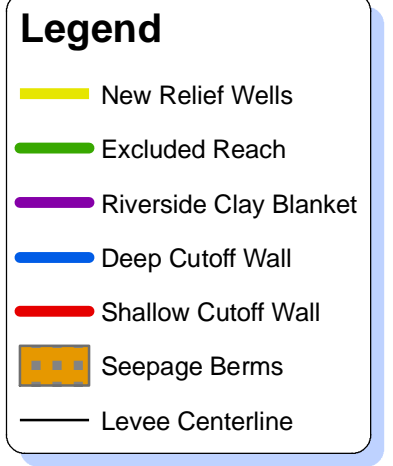 Legend
New Relief Wells
Excluded Reach
Riverside Clay Blanket
Deep Cutoff Wall
Shallow Cutoff Wall
Seepage Berms
Levee Centerline